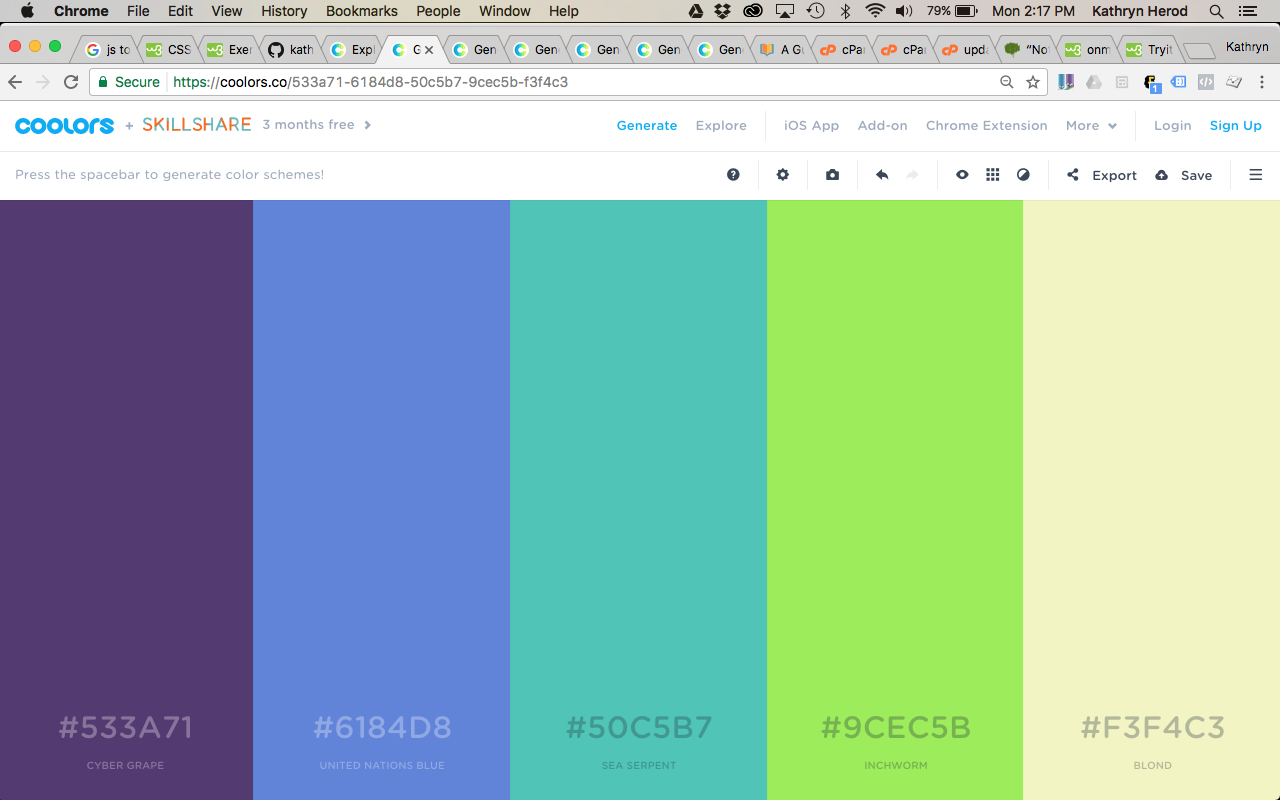 Chrome File Edit View History Bookmarks People Window Help 79% Mon 2:17 PM Kathryn Herod
js to CSS Exer kath Expl G Gen Gen Gen Gen Gen A Gu cPan cPan upda “No onm Tryit Kathryn
Secure https://coolors.co/533a71-6184d8-50c5b7-9cec5b-f3f4c3 1
coolors + SKILLSHARE 3 months free Generate Explore iOS App Add-on Chrome Extension More Login Sign Up
Press the spacebar to generate color schemes! Export Save
#533A71 #6184D8 #50C5B7 #9CEC5B #F3F4C3
CYBER GRAPE UNITED NATIONS BLUE SEA SERPENT INCHWORM BLOND